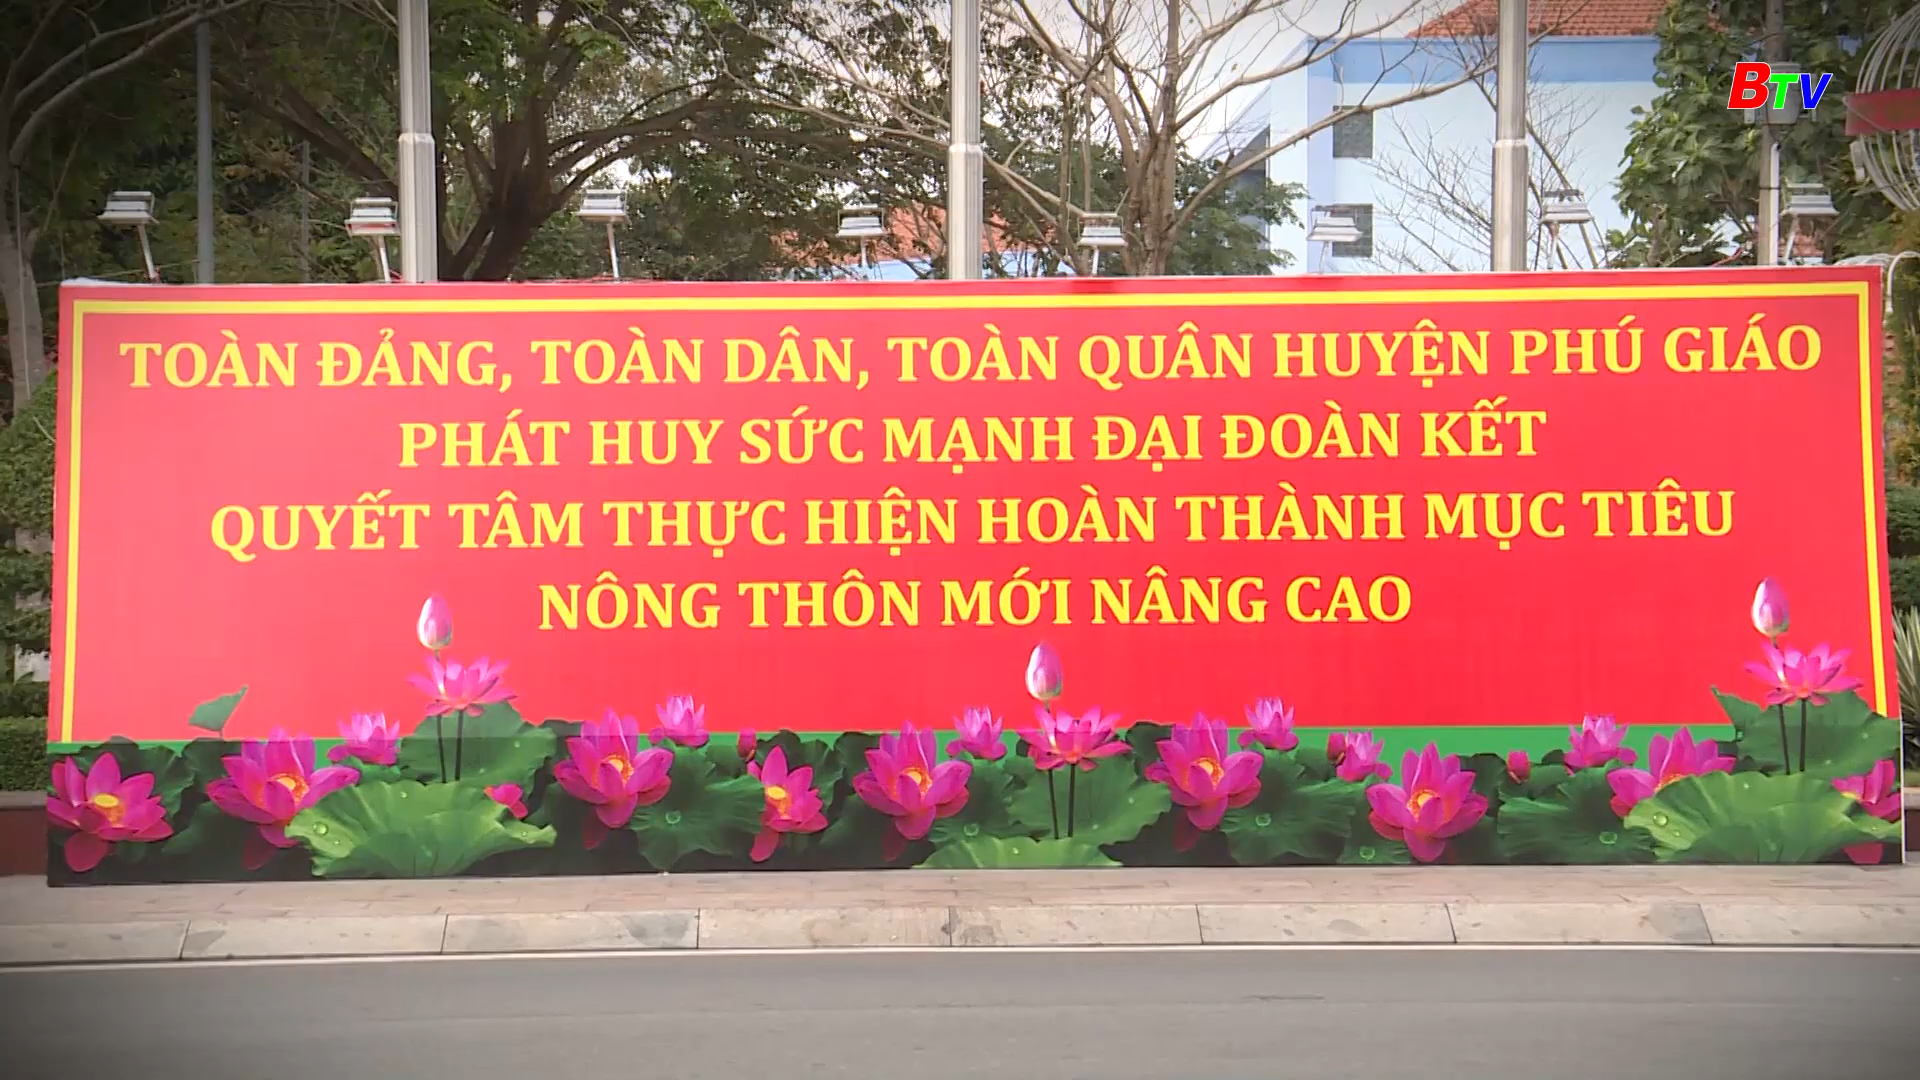 BTV
TOÀN ĐẢNG, TOÀN DÂN, TOÀN QUÂN HUYỆN PHÚ GIÁO
PHÁT HUY SỨC MẠNH ĐẠI ĐOÀN KẾT
QUYẾT TÂM THỰC HIỆN HOÀN THÀNH MỤC TIÊU
NÔNG THÔN MỚI NÂNG CAO